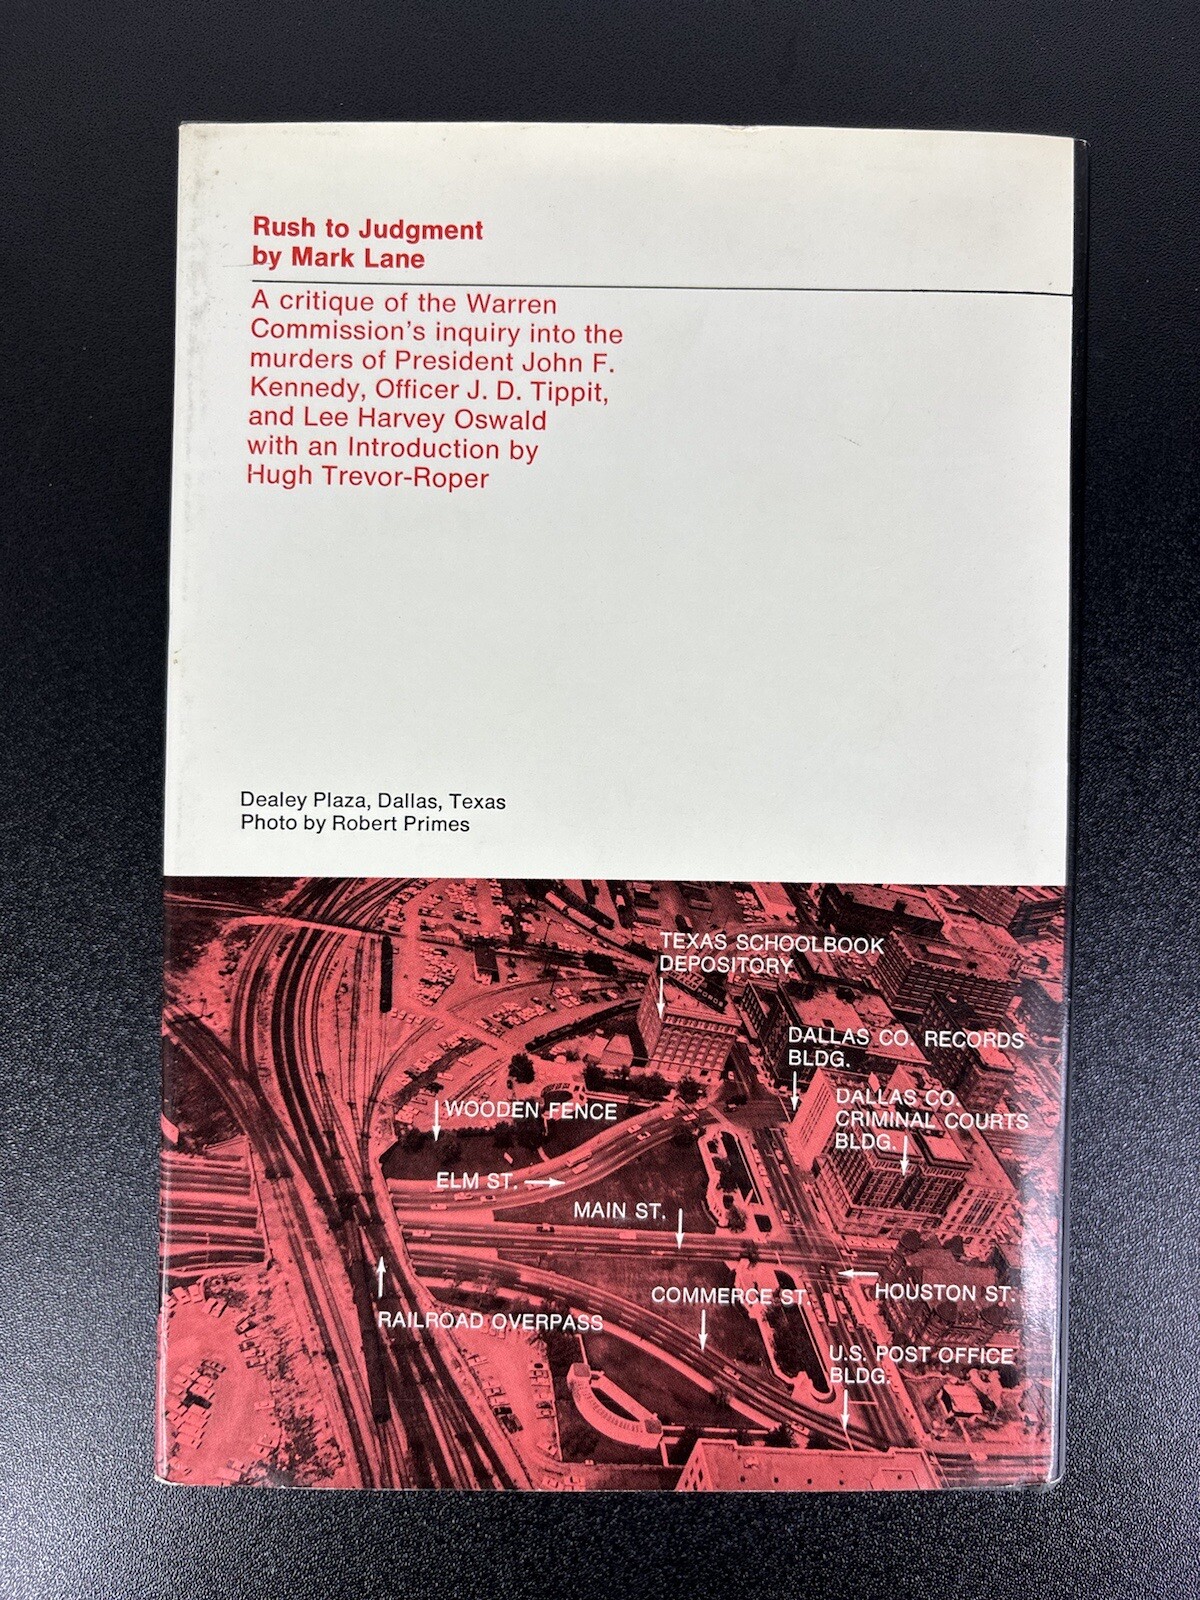 Rush to Judgment
by Mark Lane
A critique of the Warren
Commission's inquiry into the
murders of President John F.
Kennedy, Officer J. D. Tippit,
and Lee Harvey Oswald
with an Introduction by
Hugh Trevor-Roper
Dealey Plaza, Dallas, Texas
Photo by Robert Primes
TEXAS SCHOOLBOOK
DEPOSITORY
DALLAS CO. RECORDS
BLDG.
DALLAS CO.
CRIMINAL COURTS
BLDG.
WOODEN FENCE
ELM ST.
MAIN ST.
COMMERCE ST.
HOUSTON ST.
RAILROAD OVERPASS
U.S. POST OFFICE
BLDG.